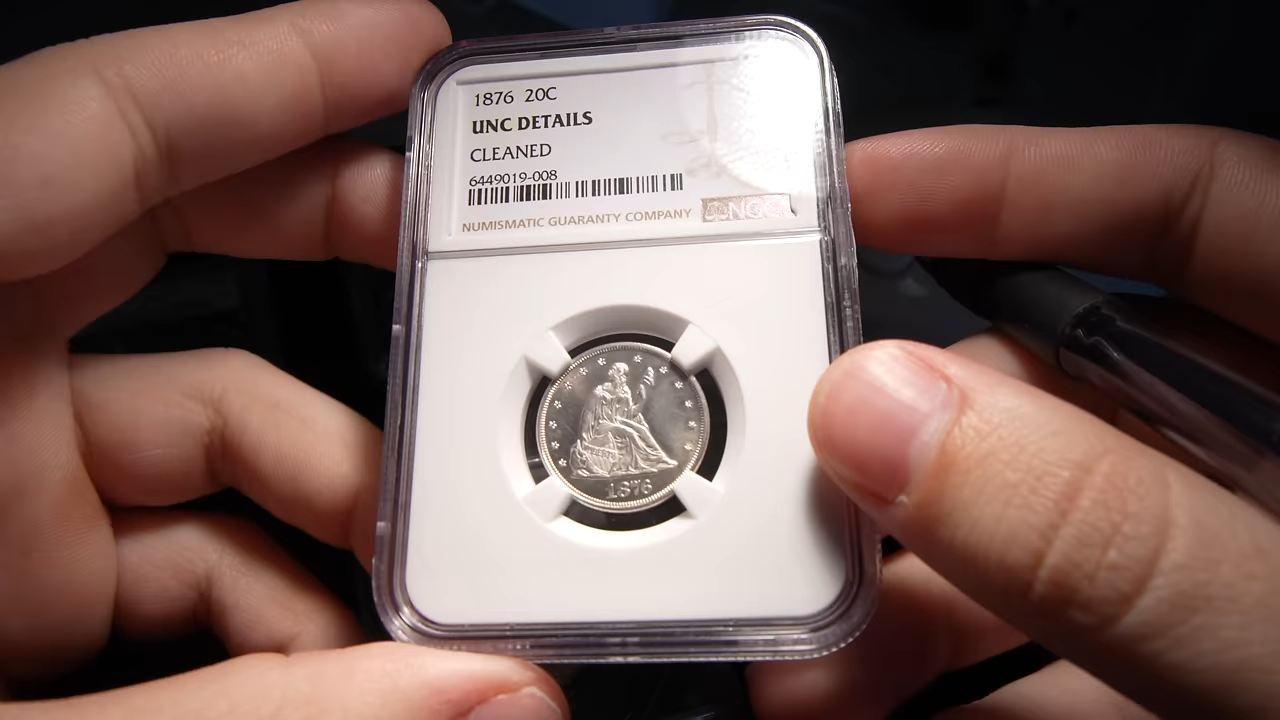 1876 20C
UNC DETAILS
CLEANED
6449019-008
NUMISMATIC GUARANTY COMPANY
NGC
1876